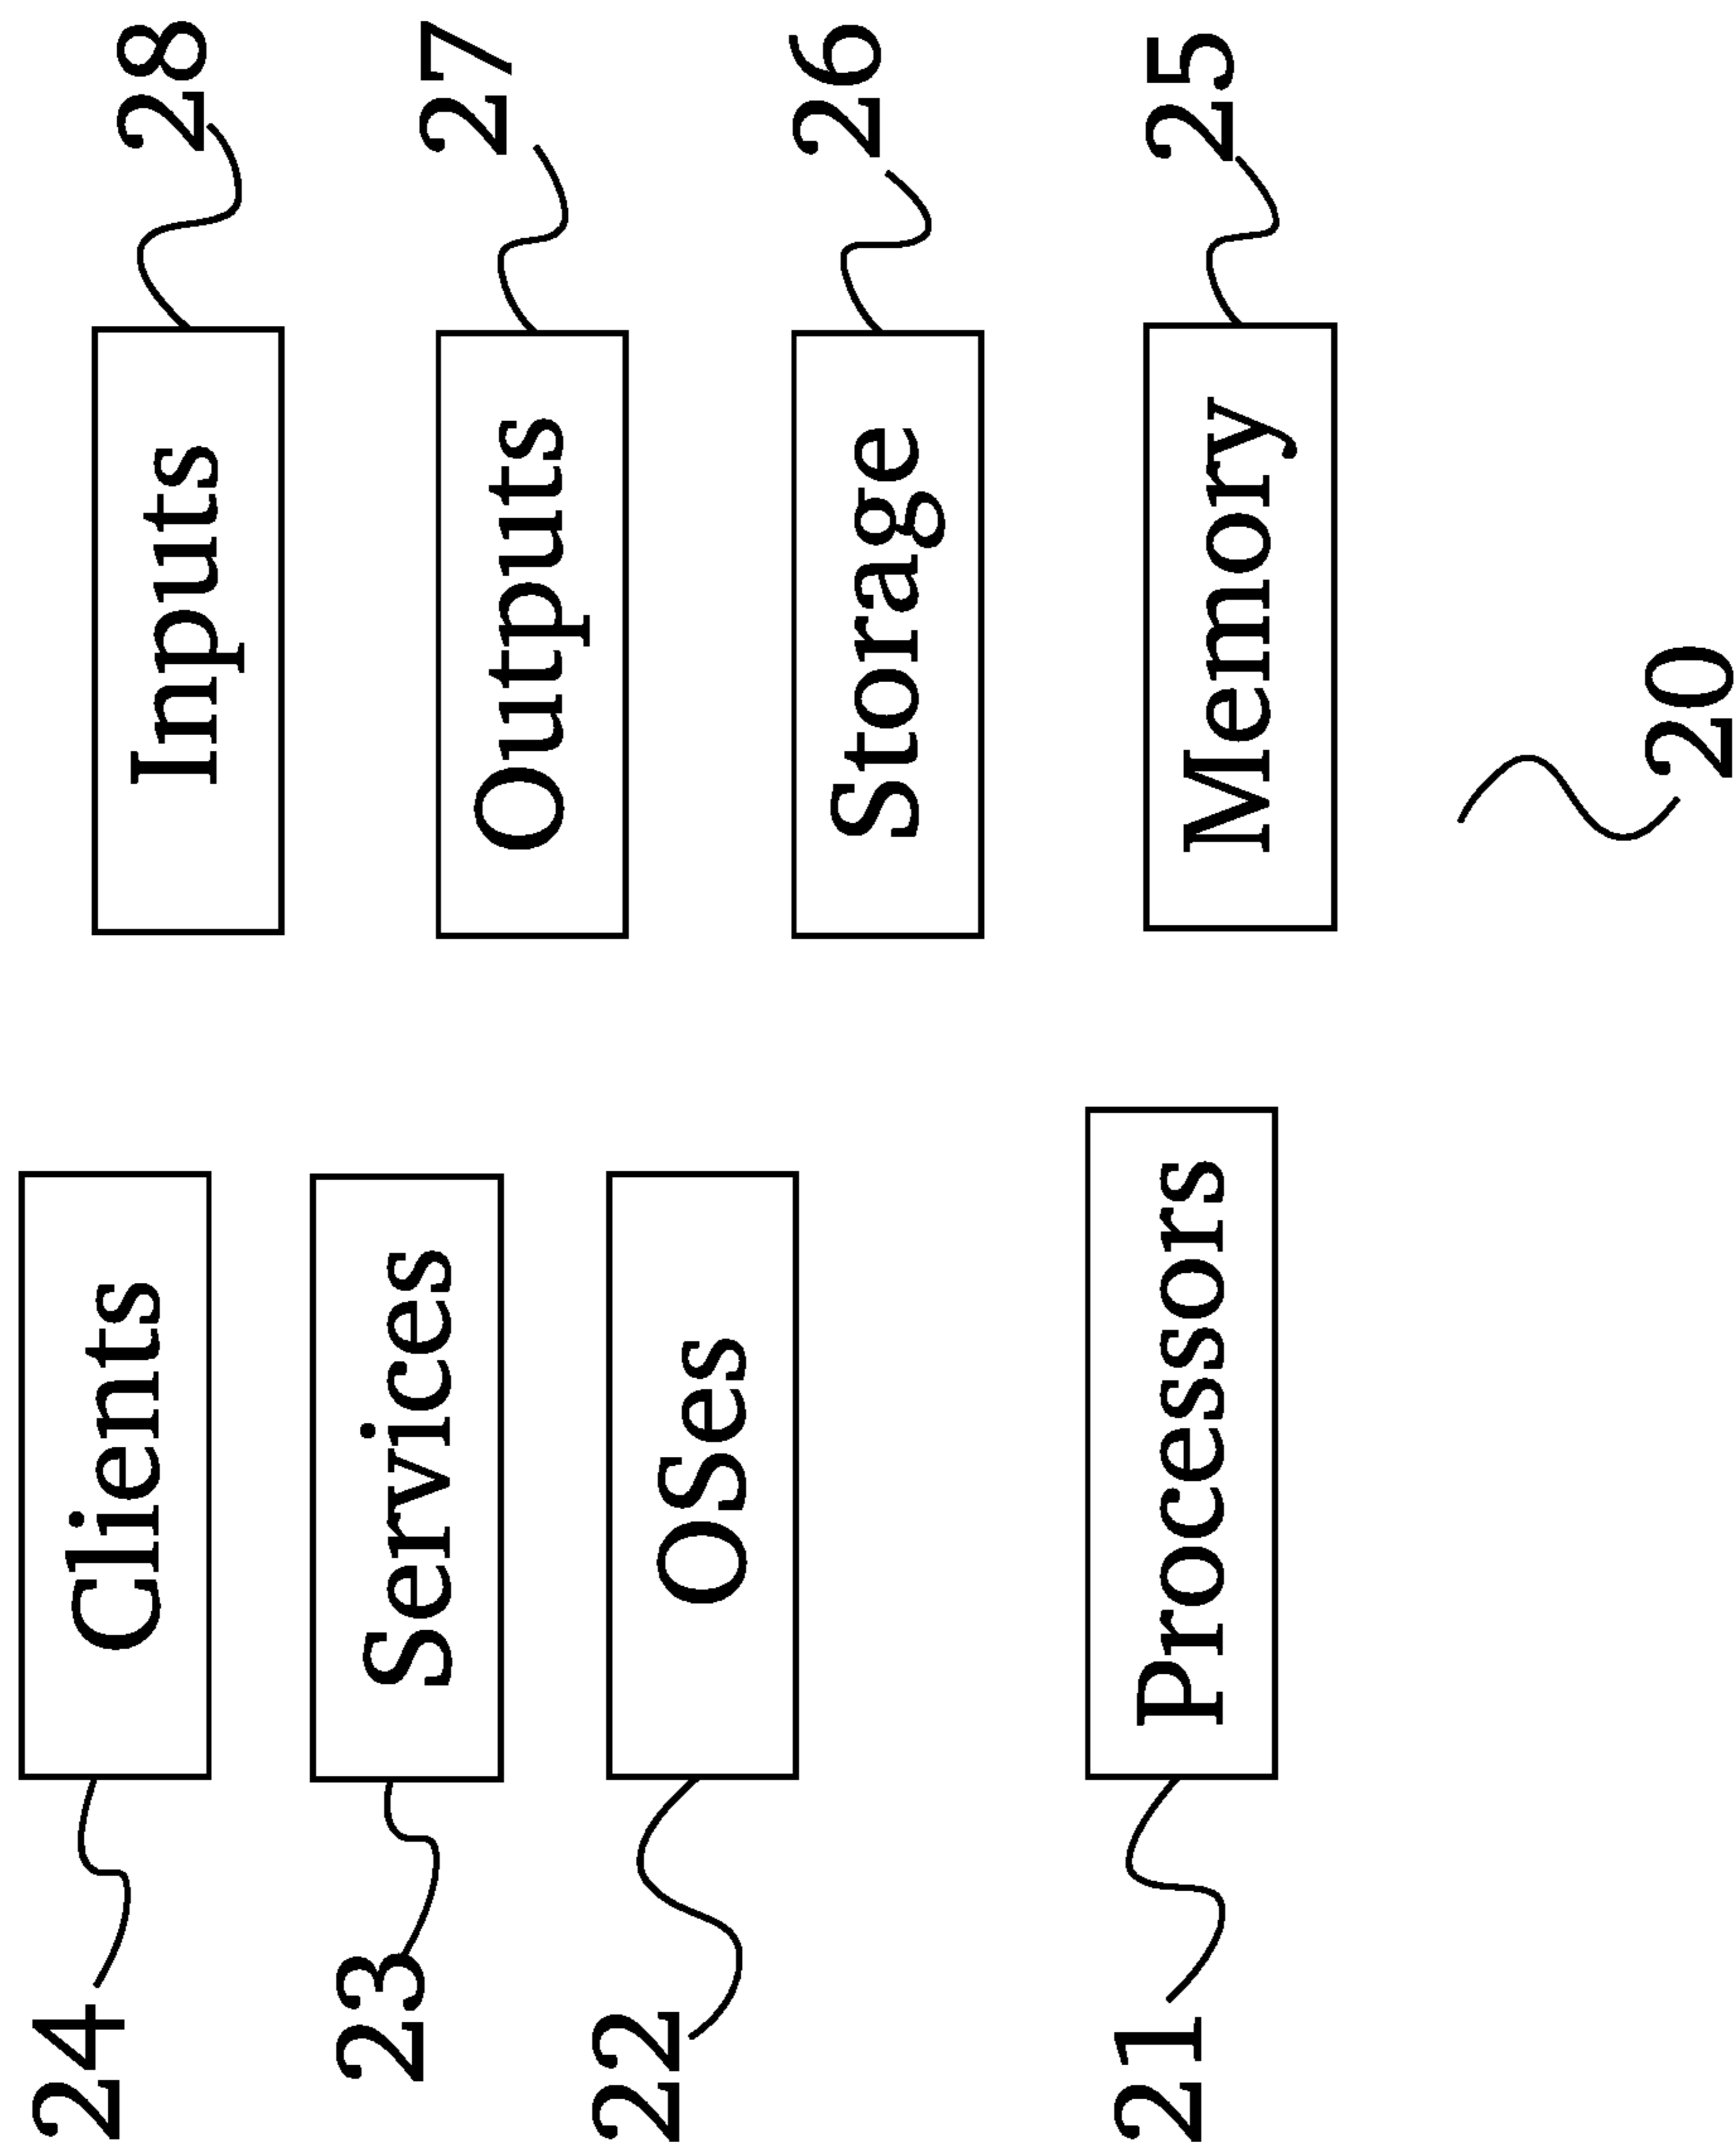 24
Clients
Inputs
28
23
Services
Outputs
27
22
OSes
Storage
26
21
Processors
Memory
25
20